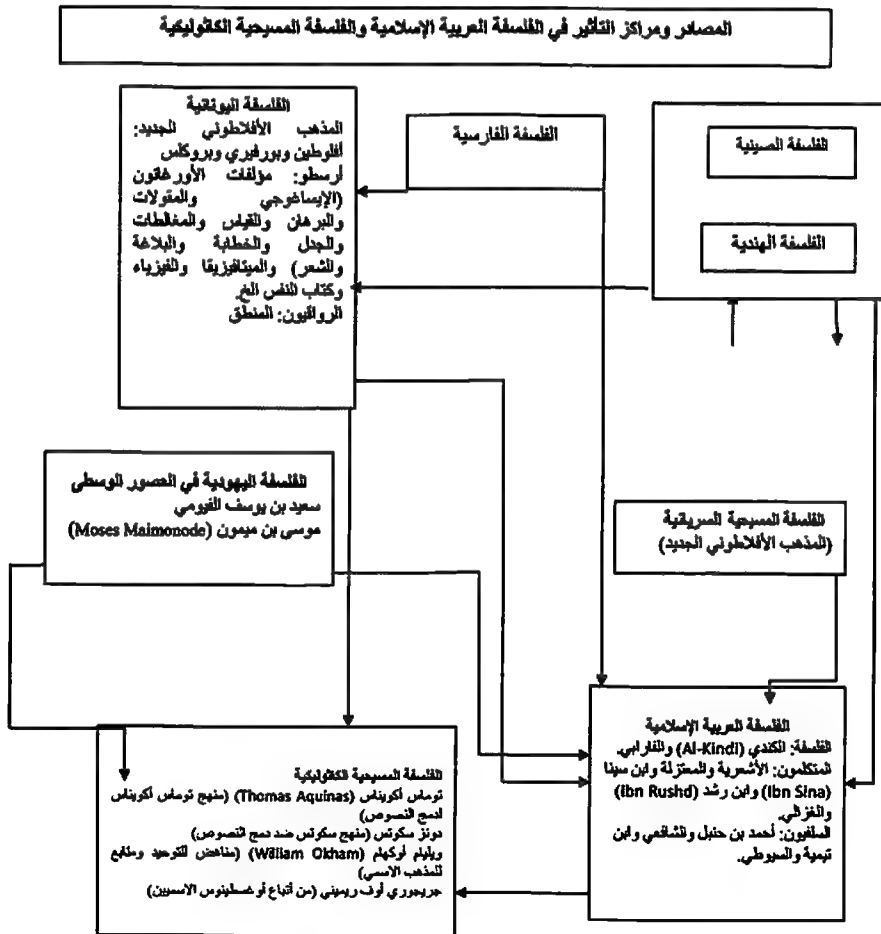 المصادر ومراكز التأثير في الفلسفة العربية الإسلامية والفلسفة المسيحية الكاثوليكية
الفلسفة اليونانية
المذهب الأفلاطوني الجديد:
أفلوطين وبورفيري وبروكلس
أرسطو: مؤلفات الأورغانون
(الإيساغوجي والمقولات
والبرهان والقياس والمغالطات
والجدل والخطابة والبلاغة
والشعر) والميتافيزيقا والفيزياء
وكتاب النفس الخ.
الرواقيون: المنطق
الفلسفة الفارسية
الفلسفة الصينية
الفلسفة الهندية
الفلسفة اليهودية في العصور الوسطى
سعيد بن يوسف الفيومي
موسى بن ميمون (Moses Maimonode)
الفلسفة المسيحية السريانية
(المذهب الأفلاطوني الجديد)
الفلسفة العربية الإسلامية
الفلسفة: الكندي (Al-Kindi) والفارابي.
المتكلمون: الأشعرية والمعتزلة وابن سينا
(Ibn Sina) وابن رشد (Ibn Rushd)
والغزالي.
السلفيون: أحمد بن حنبل والشافعي وابن
تيمية والسيوطي.
الفلسفة المسيحية الكاثوليكية
توماس أكويناس (Thomas Aquinas) (منهج توماس أكويناس
لدمج النصوص)
دونز سكوتس (منهج سكوتس ضد دمج النصوص)
ويليام أوكهام (William Okham) (مناهض للتوحيد ومتابع
للمذهب الاسمي)
جريجوري أوف ريميني (من أتباع أوغسطينوس الاسميين)